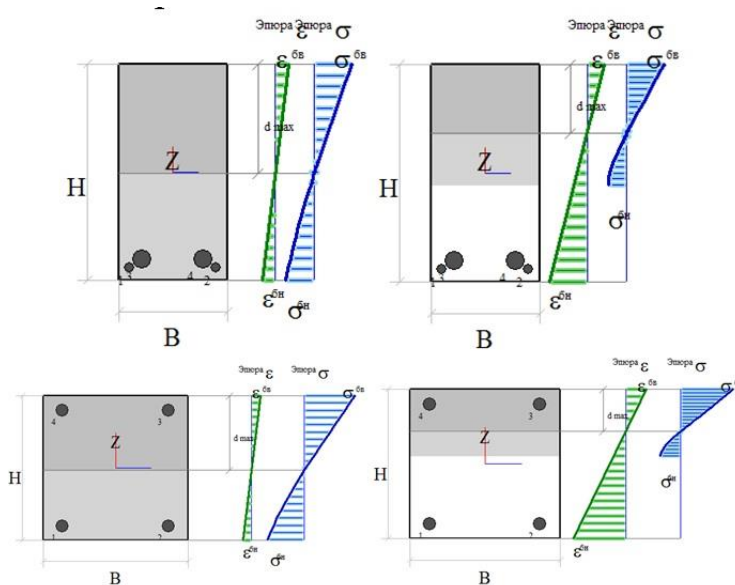 Эпюра ε Эпюра σ
ε бв σ бв
d max
Z
H
3 4
1 2
ε бн σ бн
B
Эпюра ε Эпюра σ
ε бв σ бв
d max
Z
H
σ бн
3 4
1 2
ε бн
B
Эпюра ε Эпюра σ
ε бв σ бв
4 3
d max
Z
H
1 2
ε бн σ бн
B
Эпюра ε Эпюра σ
ε бв σ бв
4 3
d max
Z
H
σ бн
1 2
ε бн
B